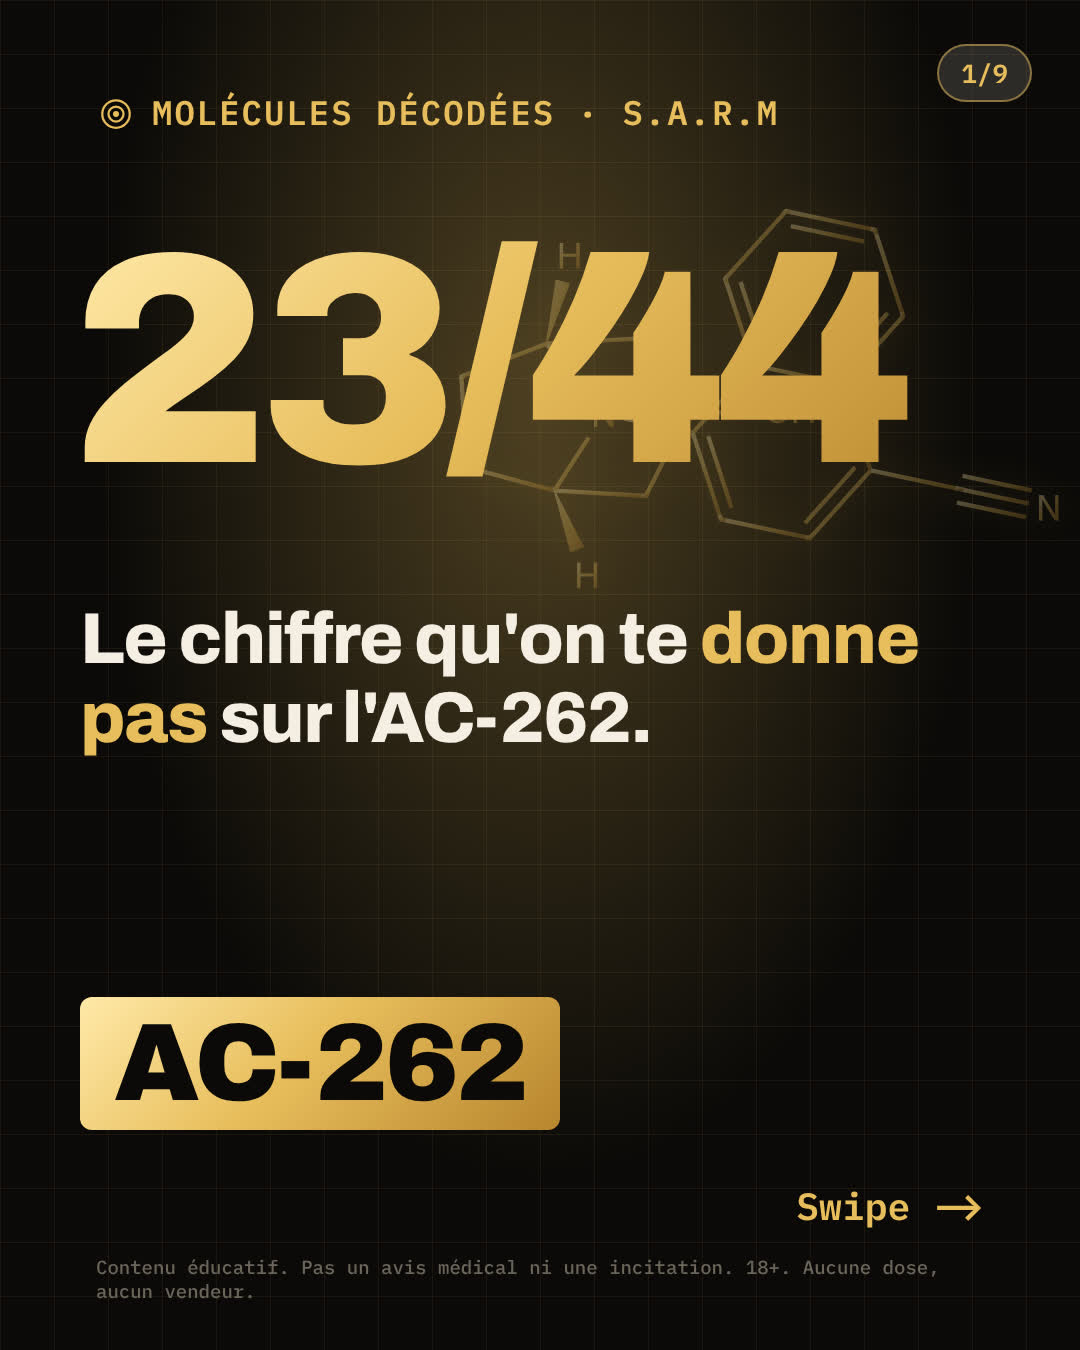 1/9
MOLÉCULES DÉCODÉES · S.A.R.M
23/44
H
N
H
Le chiffre qu'on te donne
pas sur l'AC-262.
AC-262
Swipe →
Contenu éducatif. Pas un avis médical ni une incitation. 18+. Aucune dose,
aucun vendeur.